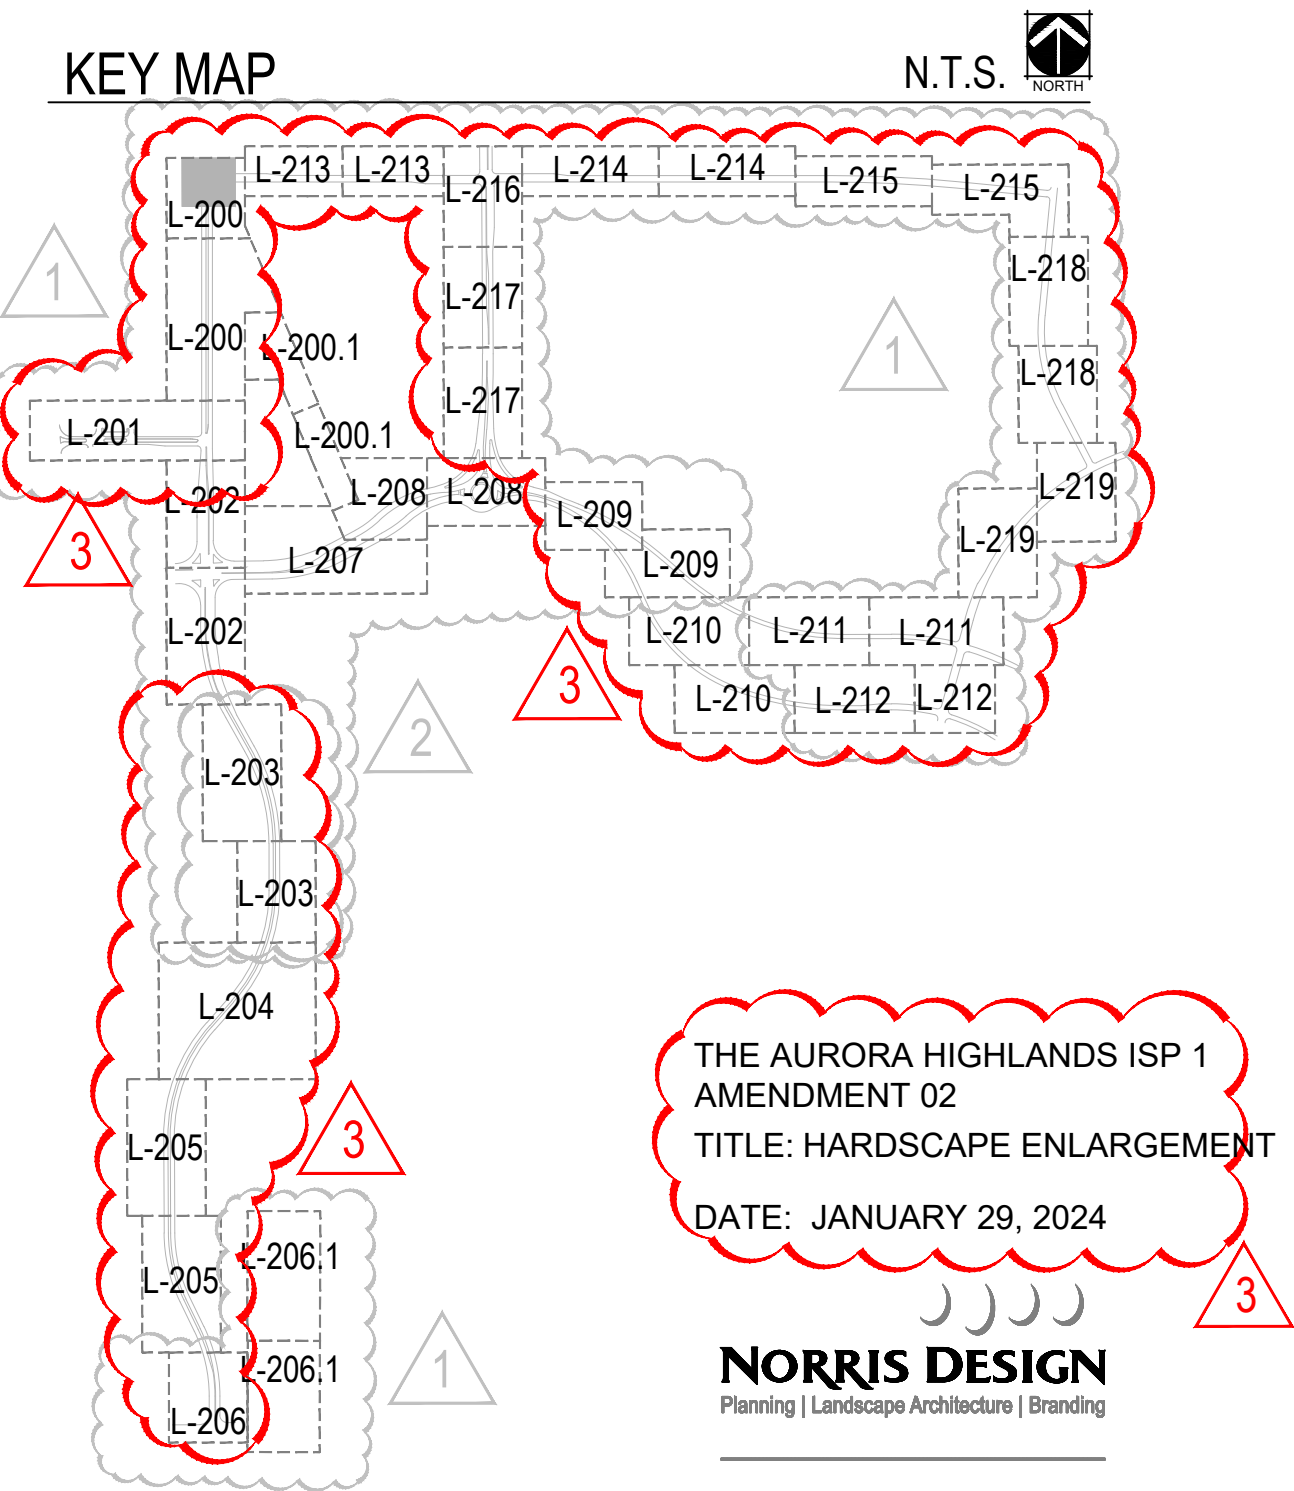 KEY MAP
N.T.S.
NORTH
L-213
L-213
L-214
L-214
L-215
L-215
L-216
L-200
1
L-217
L-218
L-200
L-200.1
1
L-218
L-217
L-201
L-200.1
L-202
L-208
L-208
L-219
L-209
3
L-207
L-209
L-219
L-202
L-210
L-211
L-211
3
L-210
L-212
L-212
2
L-203
L-203
L-204
THE AURORA HIGHLANDS ISP 1
AMENDMENT 02
TITLE: HARDSCAPE ENLARGEMENT
DATE: JANUARY 29, 2024
3
L-205
3
L-206.1
L-205
L-206.1
1
L-206
NORRIS DESIGN
Planning | Landscape Architecture | Branding